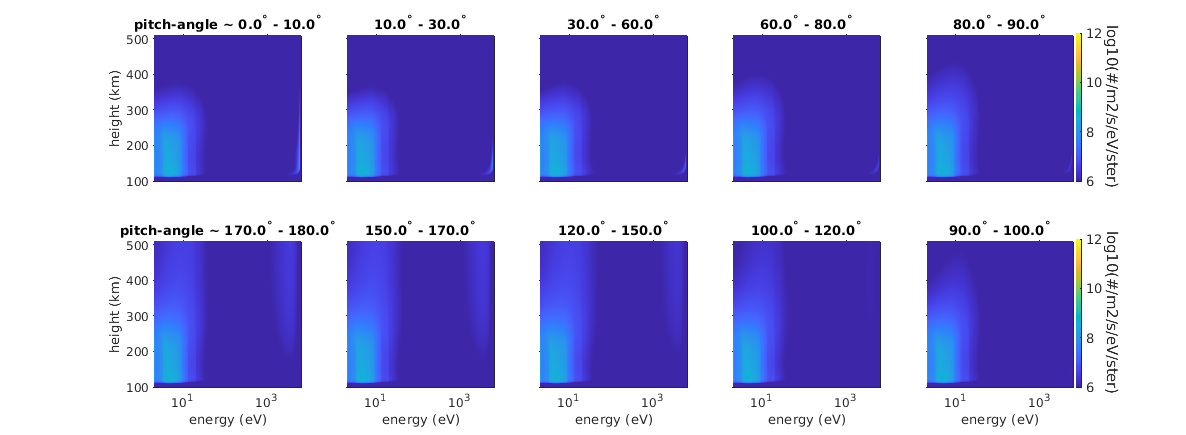 pitch-angle ~ 0.0° - 10.0°
10.0° - 30.0°
30.0° - 60.0°
60.0° - 80.0°
80.0° - 90.0°
500
400
300
200
100
height (km)
12
10
8
6
log10(#/m2/s/eV/ster)
pitch-angle ~ 170.0° - 180.0°
150.0° - 170.0°
120.0° - 150.0°
100.0° - 120.0°
90.0° - 100.0°
500
400
300
200
100
height (km)
12
10
8
6
log10(#/m2/s/eV/ster)
10¹ 10³
10¹ 10³
10¹ 10³
10¹ 10³
10¹ 10³
energy (eV)
energy (eV)
energy (eV)
energy (eV)
energy (eV)